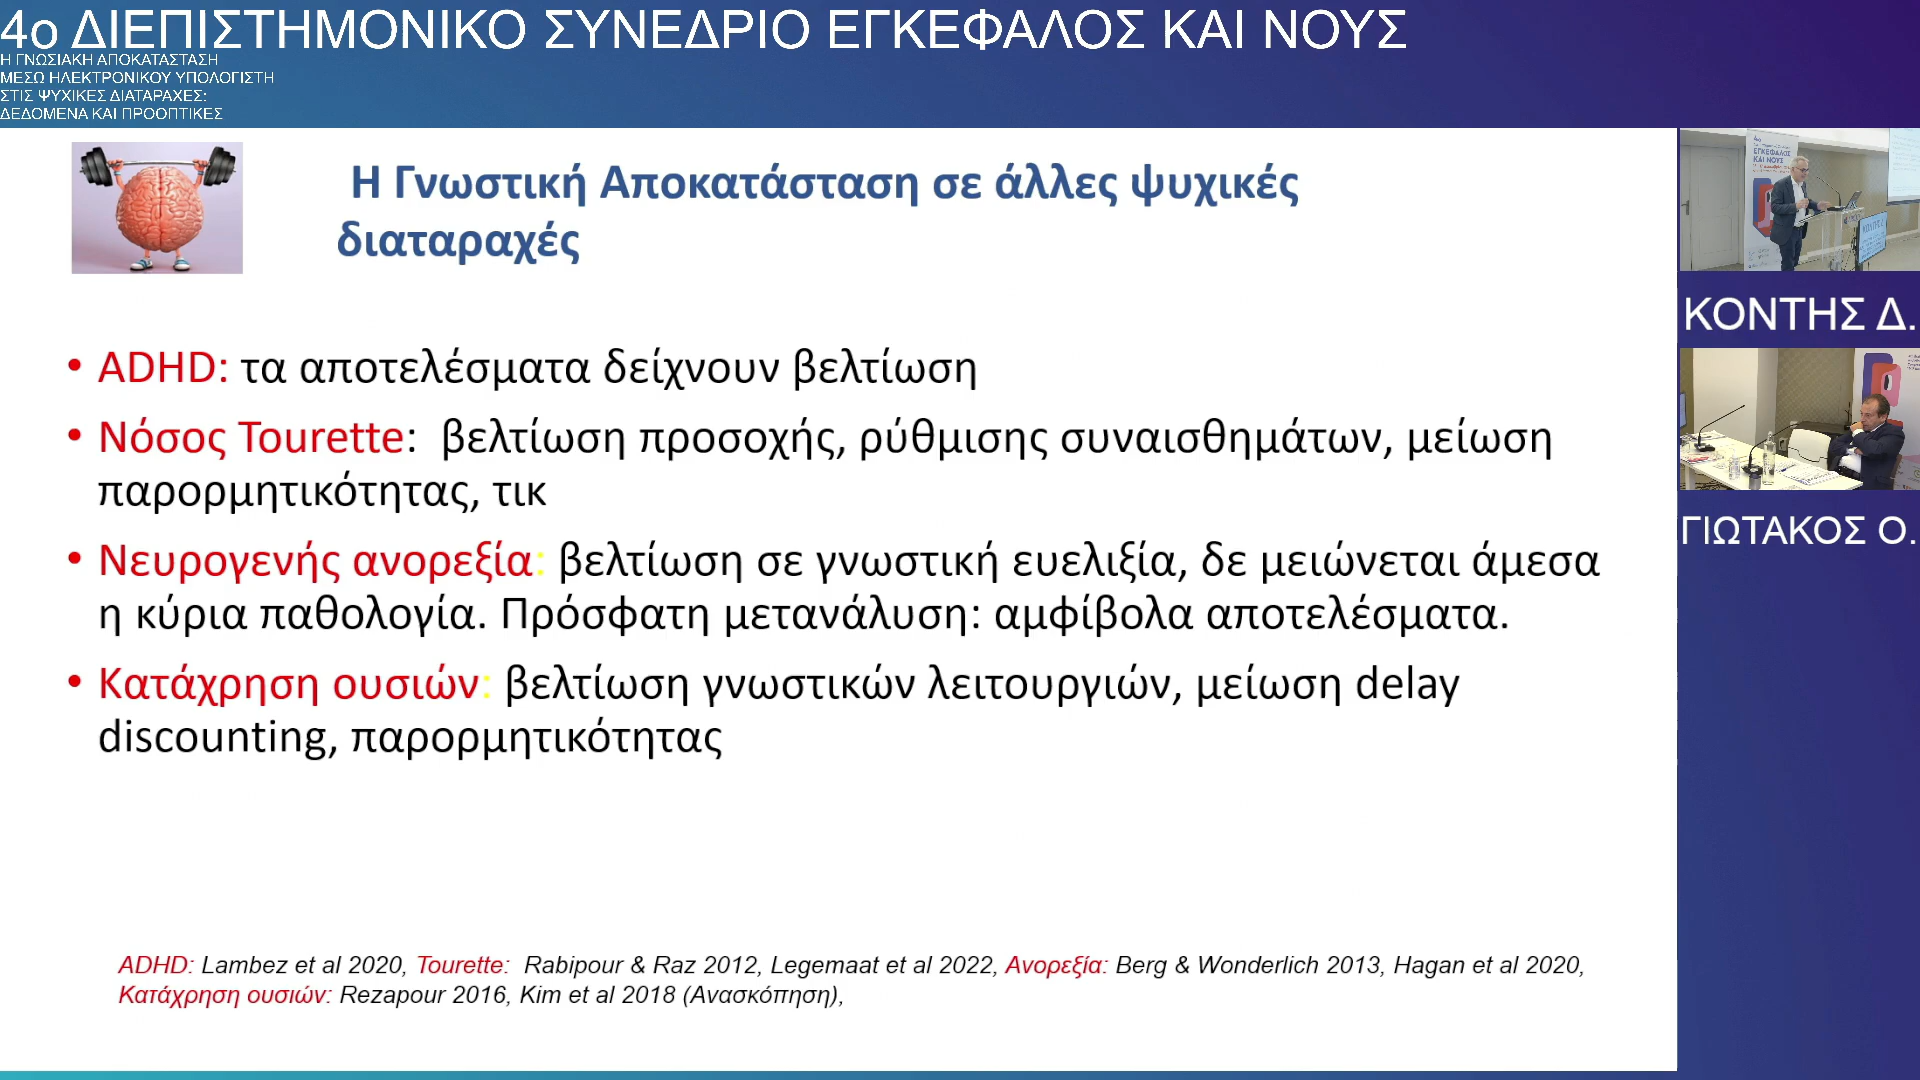 4ο ΔΙΕΠΙΣΤΗΜΟΝΙΚΟ ΣΥΝΕΔΡΙΟ ΕΓΚΕΦΑΛΟΣ ΚΑΙ ΝΟΥΣ
Η ΓΝΩΣΙΑΚΗ ΑΠΟΚΑΤΑΣΤΑΣΗ
ΜΕΣΩ ΗΛΕΚΤΡΟΝΙΚΟΥ ΥΠΟΛΟΓΙΣΤΗ
ΣΤΙΣ ΨΥΧΙΚΕΣ ΔΙΑΤΑΡΑΧΕΣ:
ΔΕΔΟΜΕΝΑ ΚΑΙ ΠΡΟΟΠΤΙΚΕΣ
Η Γνωστική Αποκατάσταση σε άλλες ψυχικές
διαταραχές
• ADHD: τα αποτελέσματα δείχνουν βελτίωση
• Νόσος Tourette: βελτίωση προσοχής, ρύθμισης συναισθημάτων, μείωση
παρορμητικότητας, τικ
• Νευρογενής ανορεξία: βελτίωση σε γνωστική ευελιξία, δε μειώνεται άμεσα
η κύρια παθολογία. Πρόσφατη μετανάλυση: αμφίβολα αποτελέσματα.
• Κατάχρηση ουσιών: βελτίωση γνωστικών λειτουργιών, μείωση delay
discounting, παρορμητικότητας
ADHD: Lambez et al 2020, Tourette: Rabipour & Raz 2012, Legemaat et al 2022, Ανορεξία: Berg & Wonderlich 2013, Hagan et al 2020,
Κατάχρηση ουσιών: Rezapour 2016, Kim et al 2018 (Ανασκόπηση),
ΕΓΚΕΦΑΛΟΣ
ΚΑΙ ΝΟΥΣ
ΚΟΝΤΗΣ Δ.
ΓΙΩΤΑΚΟΣ Ο.